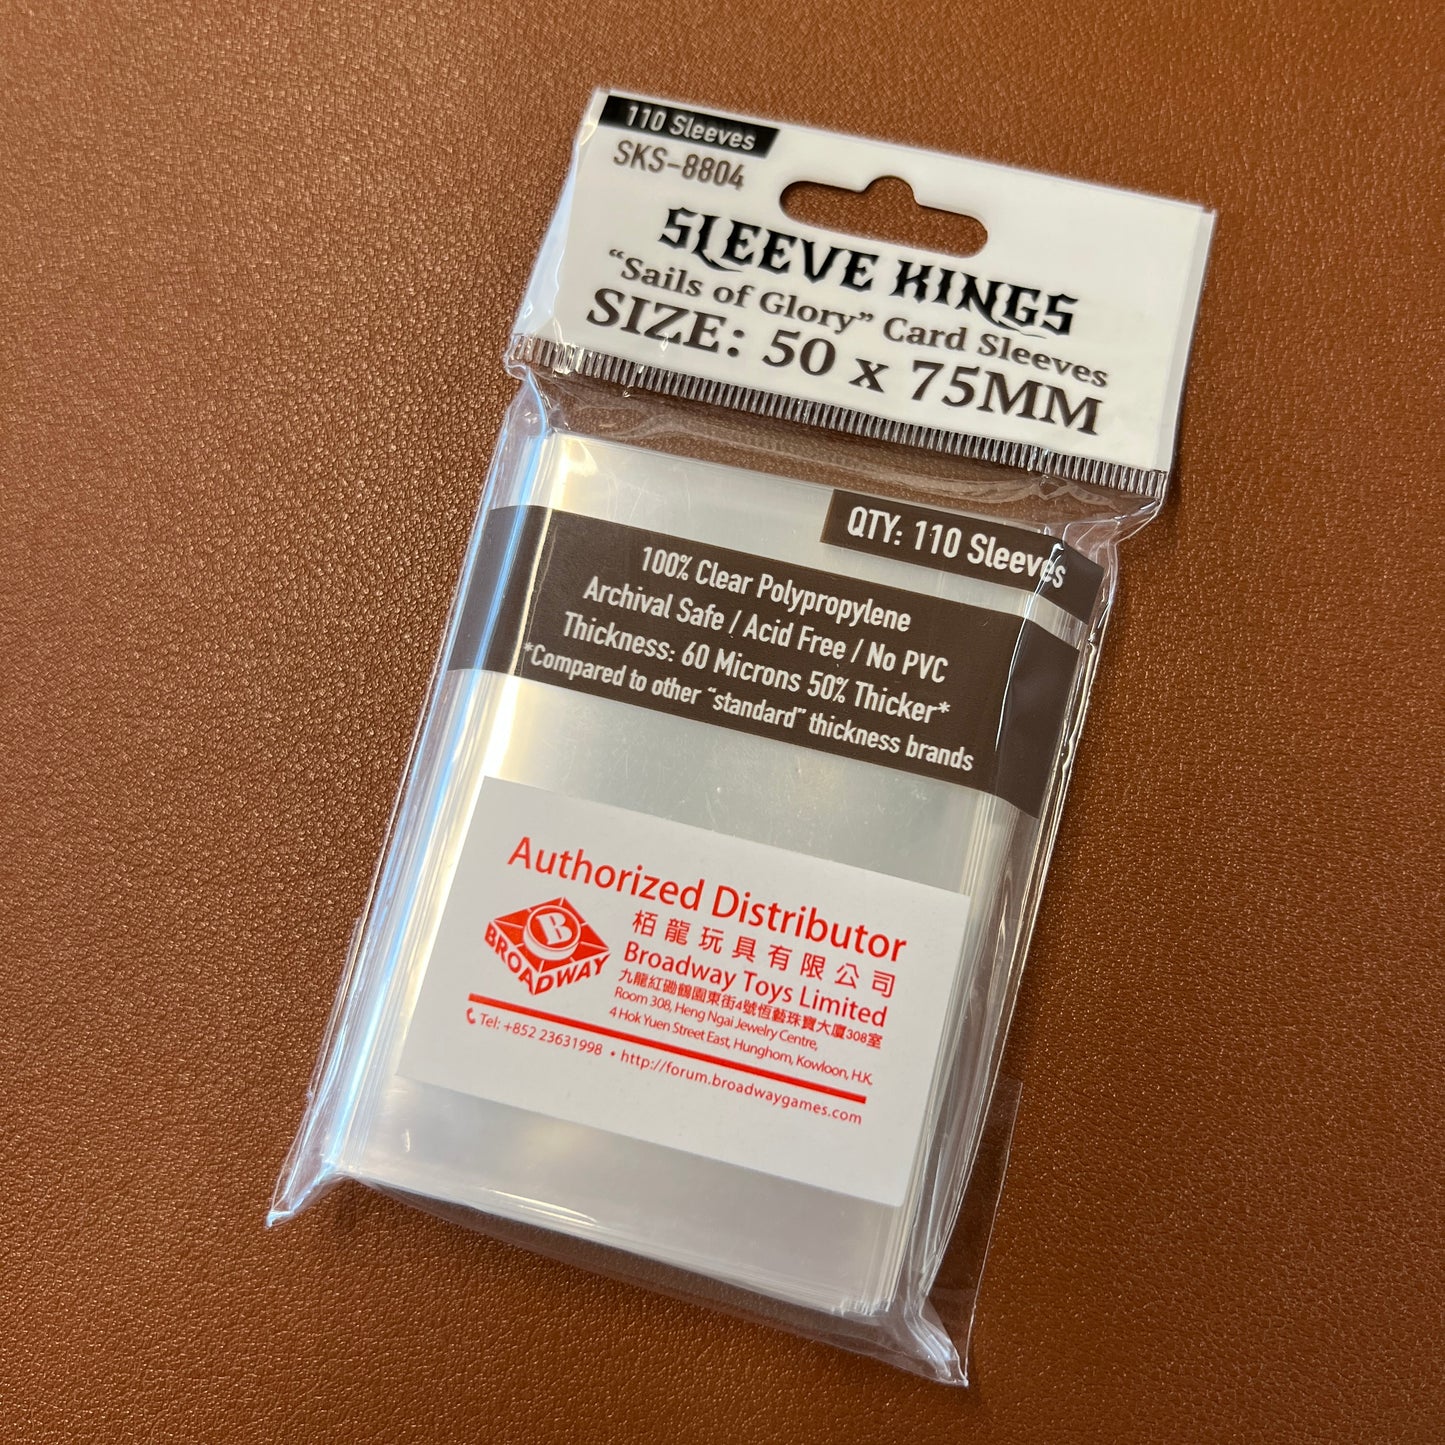 110 Sleeves
SKS-8804
SLEEVE KINGS
“Sails of Glory” Card Sleeves
SIZE: 50 x 75MM
QTY: 110 Sleeves
100% Clear Polypropylene
Archival Safe / Acid Free / No PVC
Thickness: 60 Microns 50% Thicker*
*Compared to other “standard” thickness brands
Authorized Distributor
B
BROADWAY
栢龍玩具有限公司
Broadway Toys Limited
九龍紅磡鶴園東街4號恒藝珠寶大廈308室
Room 308, Heng Ngai Jewelry Centre,
4 Hok Yuen Street East, Hunghom, Kowloon, H.K.
Tel: +852 23631998 • http://forum.broadwaygames.com